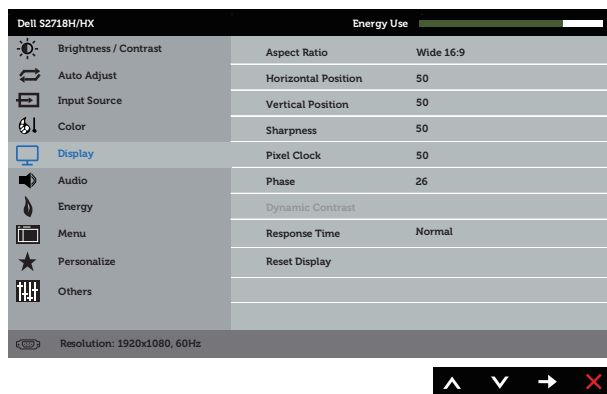 Dell S2718H/HX Energy Use
Brightness / Contrast
Auto Adjust
Input Source
Color
Display
Audio
Energy
Menu
Personalize
Others
Aspect Ratio Wide 16:9
Horizontal Position 50
Vertical Position 50
Sharpness 50
Pixel Clock 50
Phase 26
Dynamic Contrast
Response Time Normal
Reset Display
Resolution: 1920x1080, 60Hz